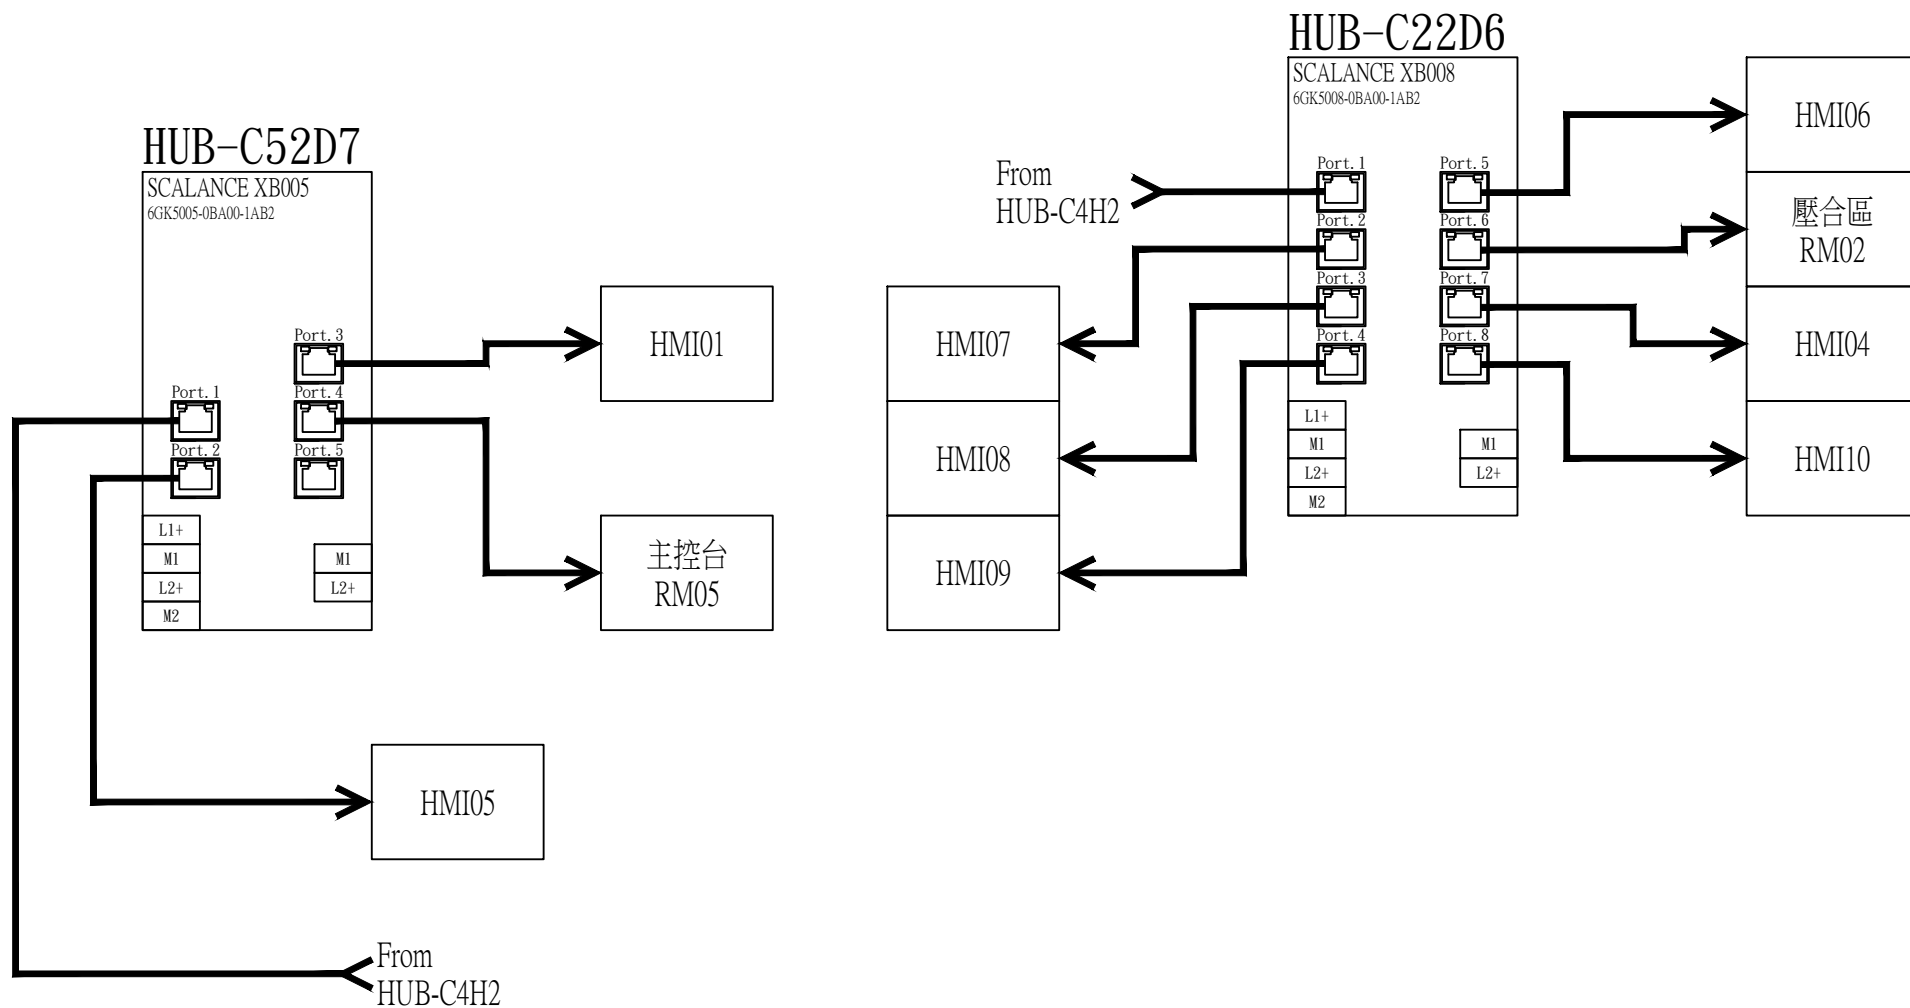 HUB-C52D7
SCALANCE XB005
6GK5005-0BA00-1AB2
Port.3
Port.1
Port.4
Port.2
Port.5
L1+
M1
L2+
M2
M1
L2+
HMI01
主控台
RM05
HMI05
From
HUB-C4H2
HUB-C22D6
SCALANCE XB008
6GK5008-0BA00-1AB2
From
HUB-C4H2
Port.1
Port.5
Port.2
Port.6
Port.3
Port.7
Port.4
Port.8
L1+
M1
L2+
M2
M1
L2+
HMI07
HMI08
HMI09
HMI06
壓合區
RM02
HMI04
HMI10